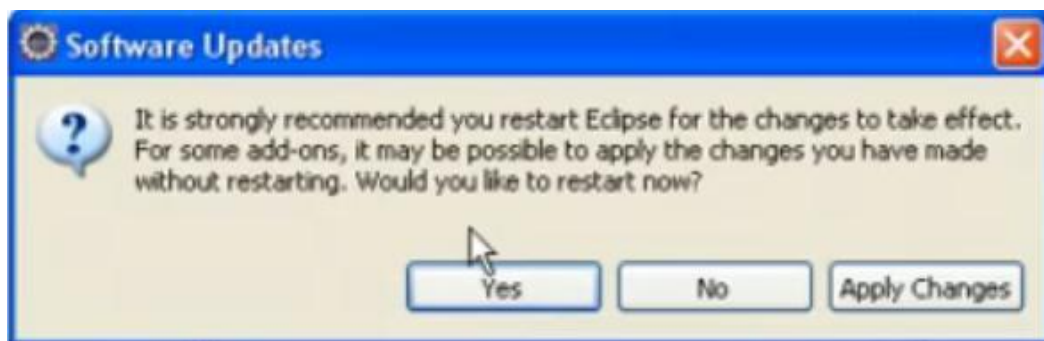 Software Updates
It is strongly recommended you restart Eclipse for the changes to take effect.
For some add-ons, it may be possible to apply the changes you have made
without restarting. Would you like to restart now?
Yes No Apply Changes